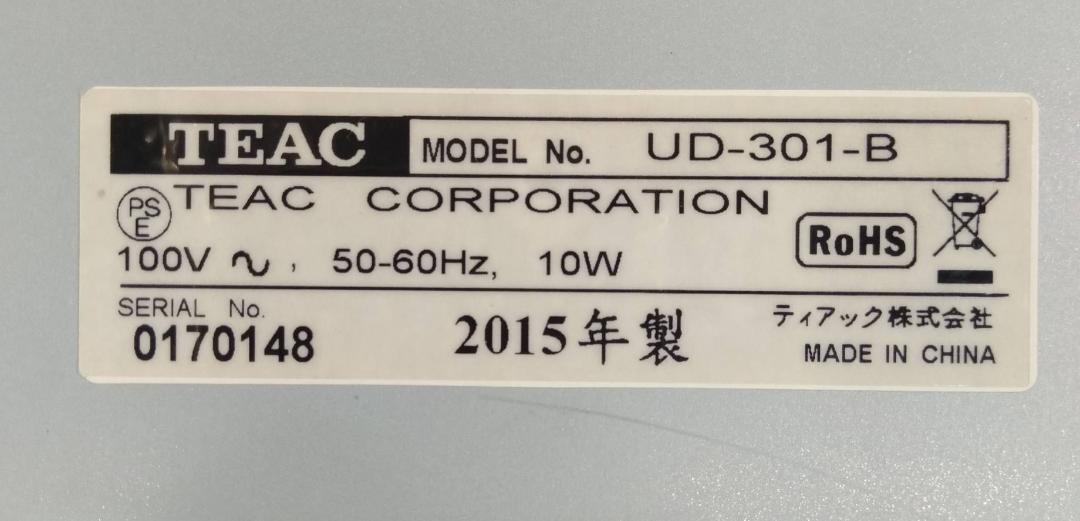 TEAC MODEL No. UD-301-B
PS E TEAC CORPORATION
RoHS
100V ~, 50-60Hz, 10W
SERIAL No.
0170148
2015年製
ティアック株式会社
MADE IN CHINA